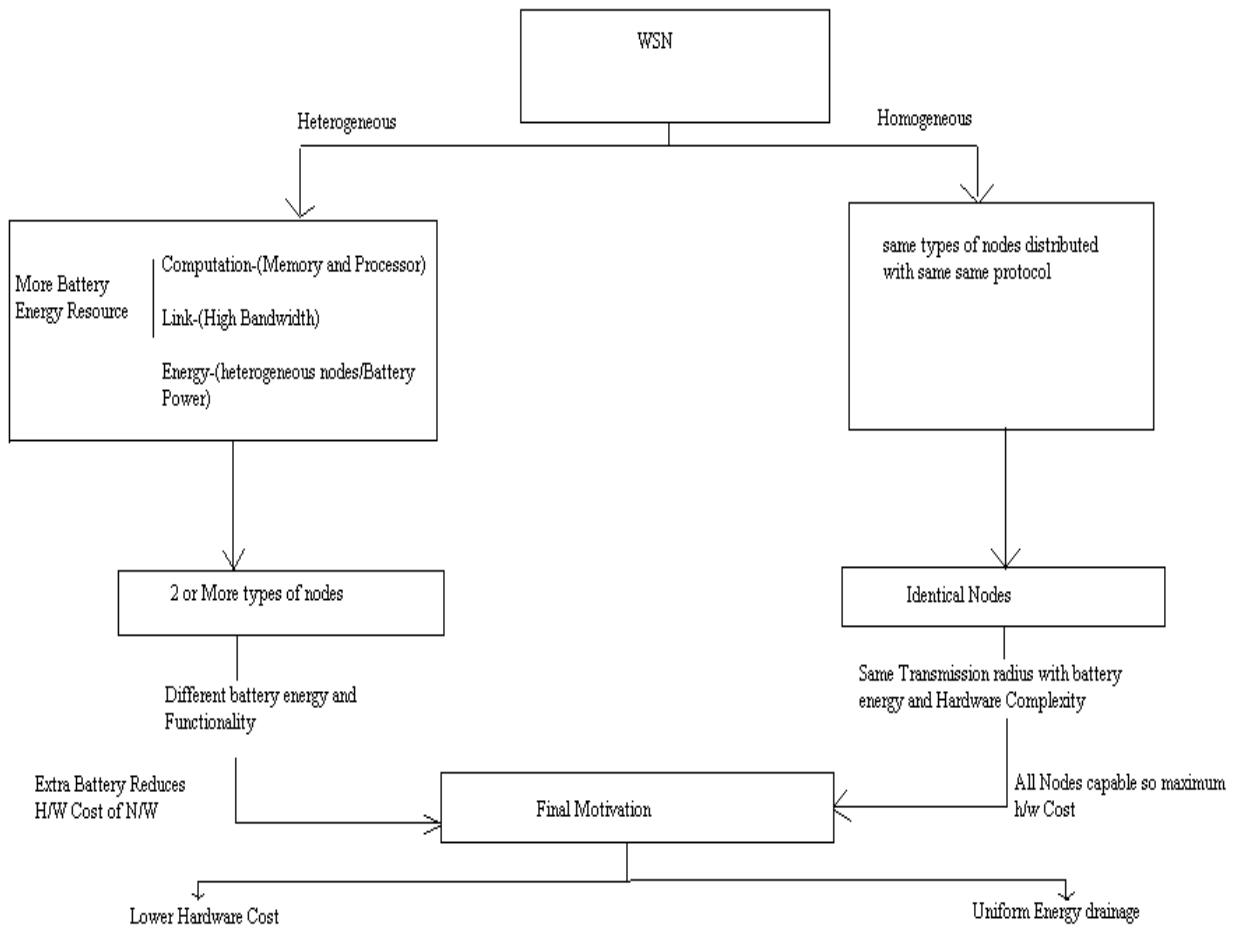 WSN
Heterogeneous
Homogeneous
More Battery
Energy Resource
Computation-(Memory and Processor)
Link-(High Bandwidth)
Energy-(heterogeneous nodes/Battery
Power)
same types of nodes distributed
with same same protocol
2 or More types of nodes
Identical Nodes
Different battery energy and
Functionality
Same Transmission radius with battery
energy and Hardware Complexity
Extra Battery Reduces
H/W Cost of N/W
All Nodes capable so maximum
h/w Cost
Final Motivation
Lower Hardware Cost
Uniform Energy drainage